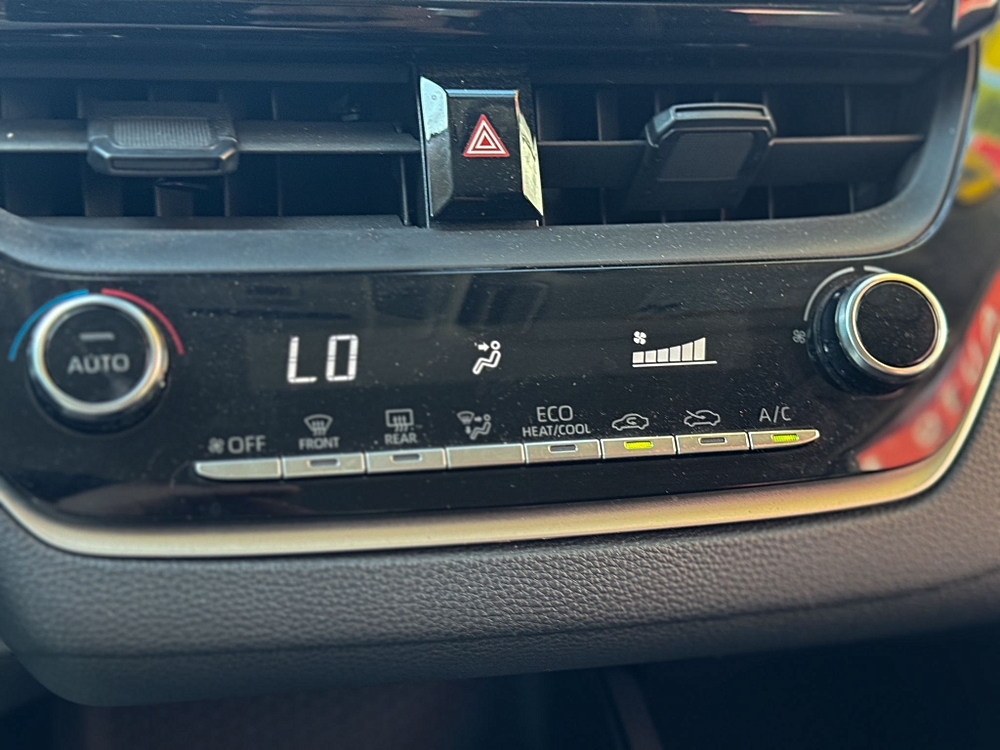 AUTO
LO
OFF
FRONT
REAR
ECO
HEAT/COOL
A/C